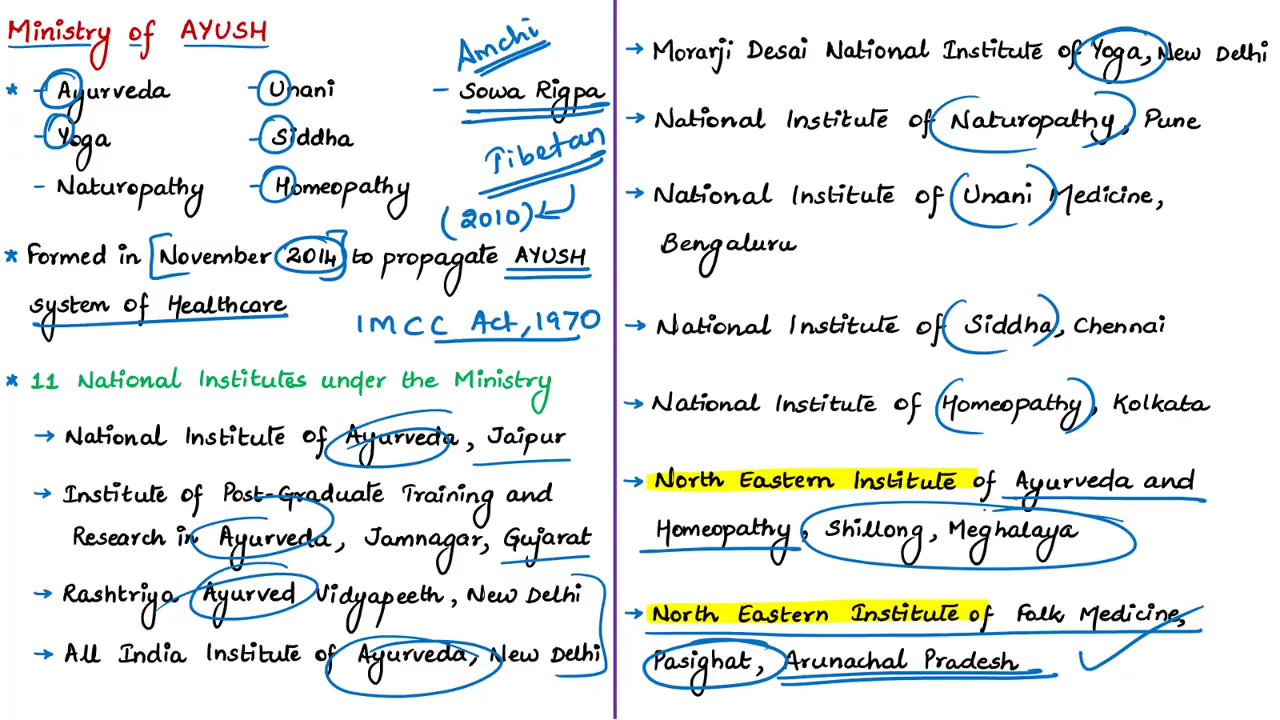 Ministry of AYUSH
* - Ayurveda - Unani - Sowa Rigpa
Amchi
- Yoga - Siddha
Tibetan
- Naturopathy - Homeopathy
(2010)
* Formed in [November 2014] to propagate AYUSH
system of Healthcare
IMCC Act, 1970
* 11 National Institutes under the Ministry
→ National Institute of Ayurveda, Jaipur
→ Institute of Post-Graduate Training and
Research in Ayurveda, Jamnagar, Gujarat
→ Rashtriya Ayurved Vidyapeeth, New Delhi
→ All India Institute of Ayurveda, New Delhi
→ Morarji Desai National Institute of Yoga, New Delhi
→ National Institute of Naturopathy, Pune
→ National Institute of Unani Medicine,
Bengaluru
→ National Institute of Siddha, Chennai
→ National Institute of Homeopathy, Kolkata
→ North Eastern Institute of Ayurveda and
Homeopathy, Shillong, Meghalaya
→ North Eastern Institute of Folk Medicine,
Pasighat, Arunachal Pradesh